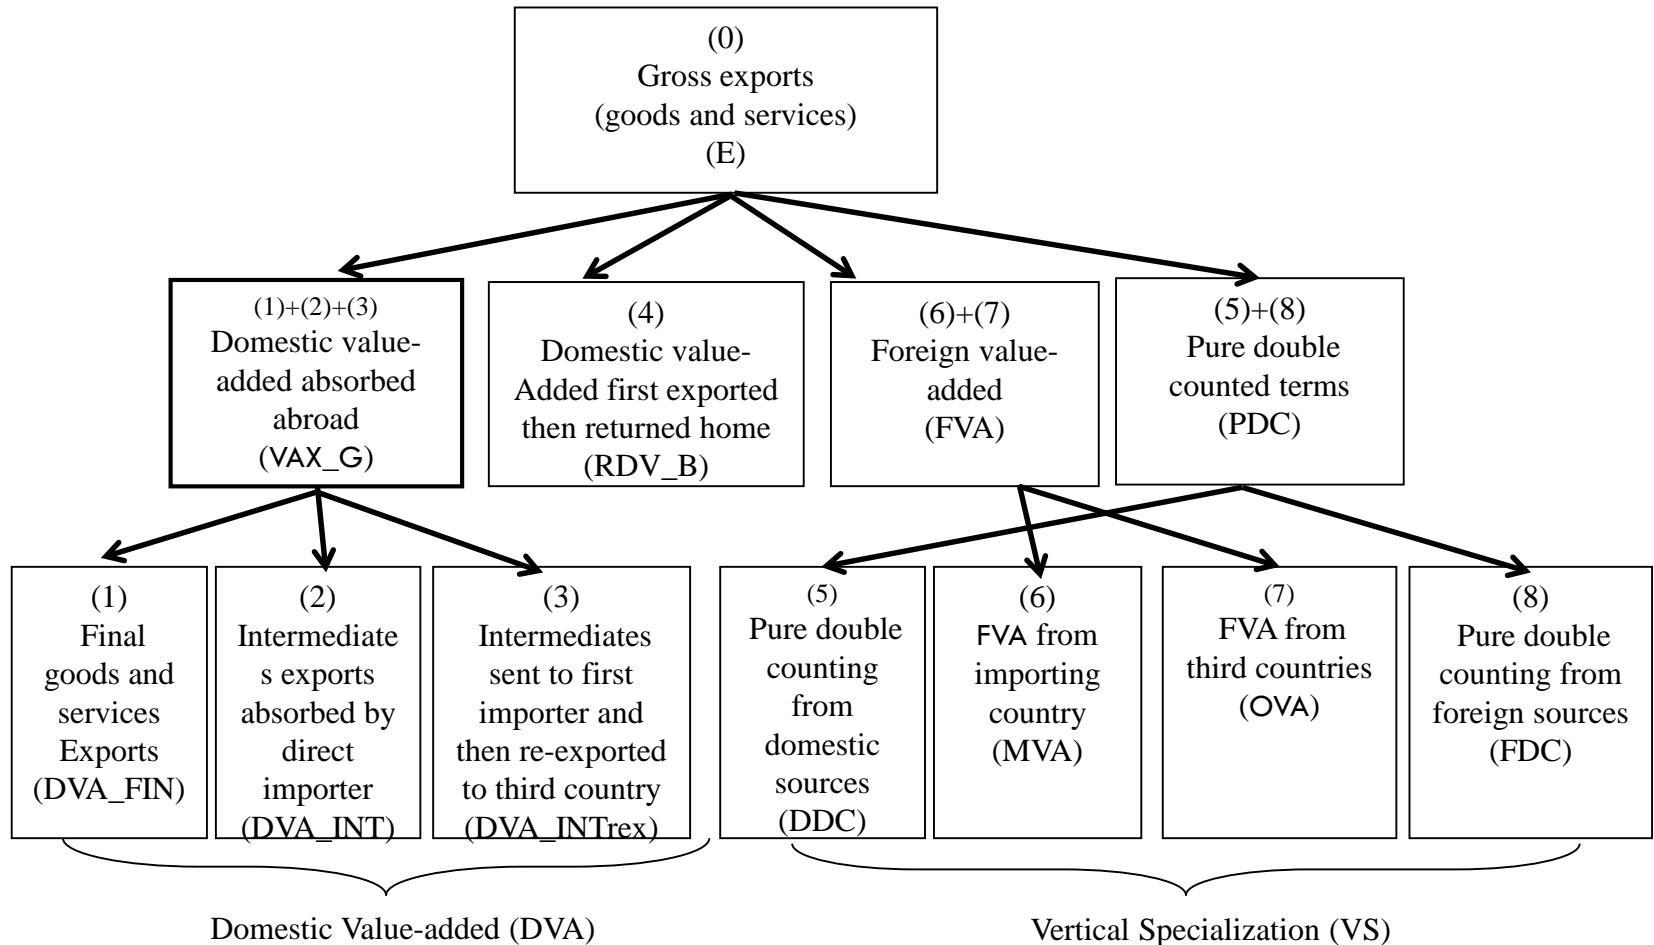 (0)
Gross exports
(goods and services)
(E)
(1)+(2)+(3)
Domestic value-
added absorbed
abroad
(VAX_G)
(4)
Domestic value-
Added first exported
then returned home
(RDV_B)
(6)+(7)
Foreign value-
added
(FVA)
(5)+(8)
Pure double
counted terms
(PDC)
(1)
Final
goods and
services
Exports
(DVA_FIN)
(2)
Intermediate
s exports
absorbed by
direct
importer
(DVA_INT)
(3)
Intermediates
sent to first
importer and
then re-exported
to third country
(DVA_INTrex)
(5)
Pure double
counting
from
domestic
sources
(DDC)
(6)
FVA from
importing
country
(MVA)
(7)
FVA from
third countries
(OVA)
(8)
Pure double
counting from
foreign sources
(FDC)
Domestic Value-added (DVA)
Vertical Specialization (VS)